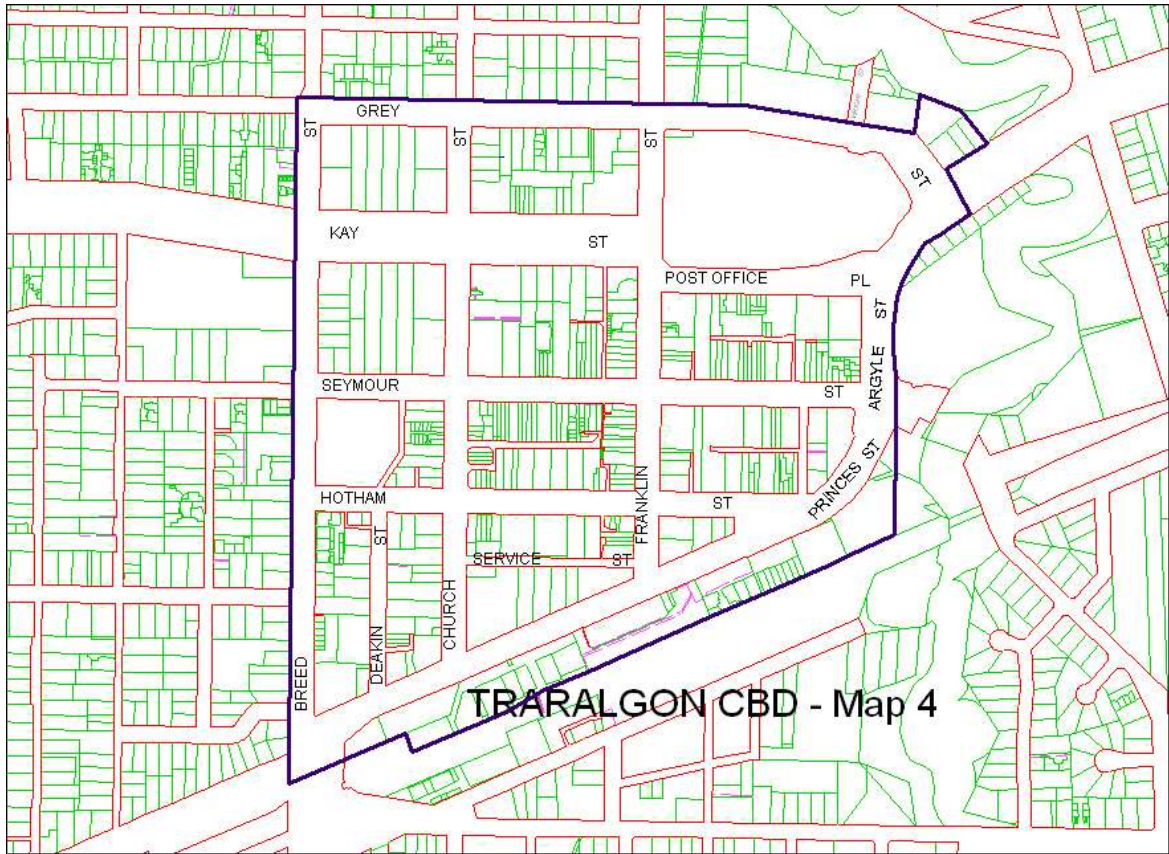 GREY
ST
ST
ST
ST
KAY
ST
POST OFFICE
PL
ARGYLE ST
SEYMOUR
ST
HOTHAM
ST
PRINCES ST
FRANKLIN
ST
SERVICE
ST
CHURCH
DEAKIN
BREED
TRARALGON CBD - Map 4